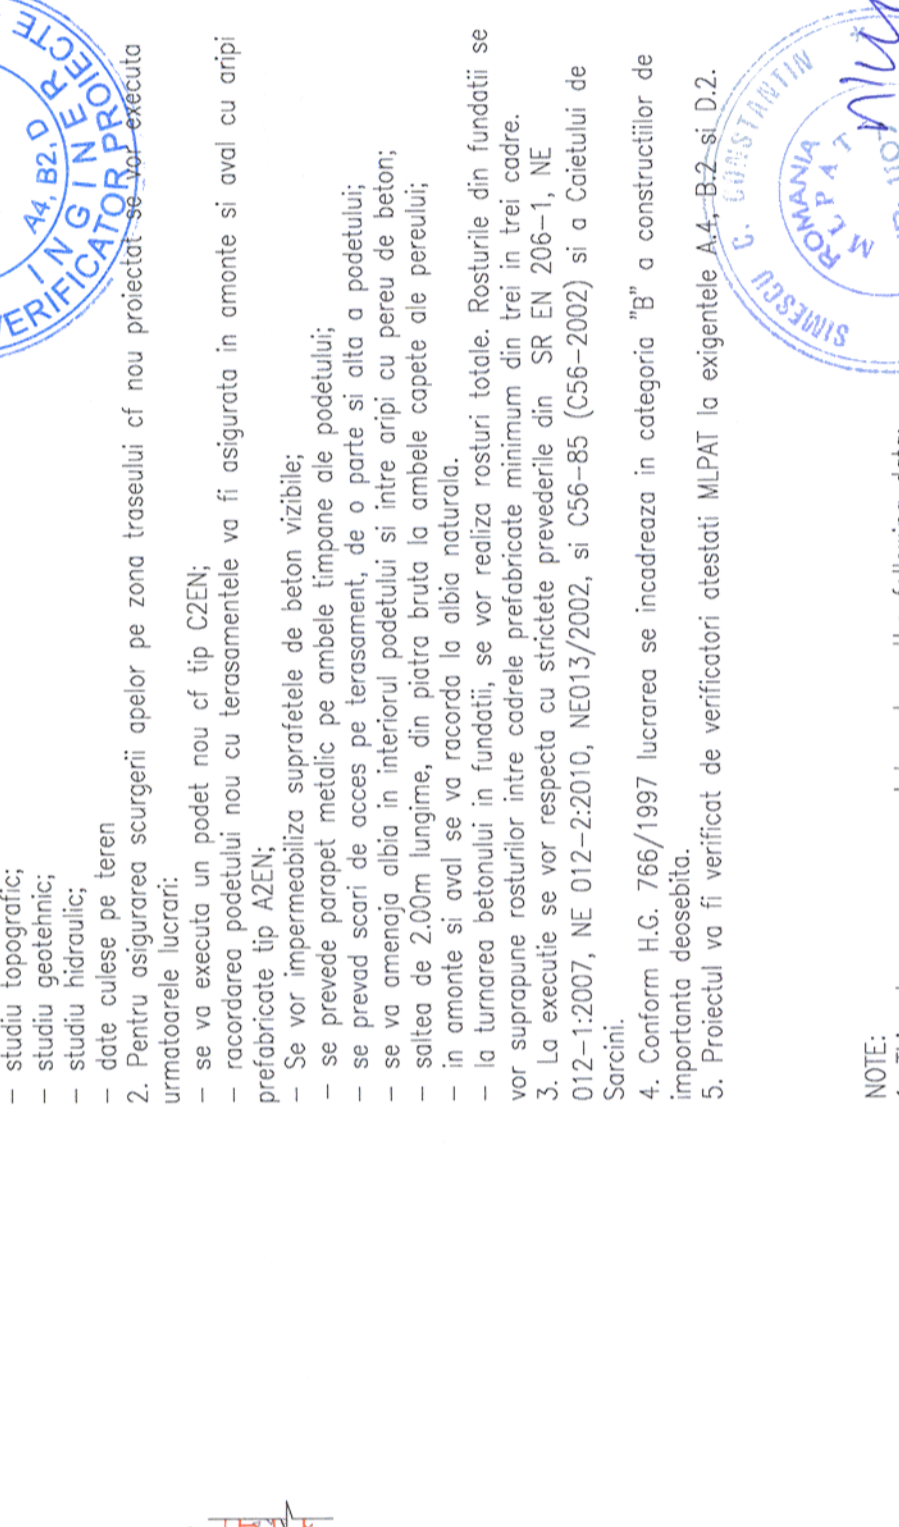 – studiu topografic;
– studiu geotehnic;
– studiu hidraulic;
– date culese pe teren
2. Pentru asigurarea scurgerii apelor pe zona traseului cf nou proiectat se vor executa
urmatoarele lucrari:
– se va executa un podet nou cf tip C2EN;
– racordarea podetului nou cu terasamentele va fi asigurata in amonte si aval cu aripi
prefabricate tip A2EN;
– Se vor impermeabiliza suprafetele de beton vizibile;
– se prevede parapet metalic pe ambele timpane ale podetului;
– se prevad scari de acces pe terasament, de o parte si alta a podetului;
– se va amenaja albia in interiorul podetului si intre aripi cu pereu de beton;
– saltea de 2.00m lungime, din piatra bruta la ambele capete ale pereului;
– in amonte si aval se va racorda la albia naturala.
– la turnarea betonului in fundatii, se vor realiza rosturi totale. Rosturile din fundatii se
vor suprapune rosturilor intre cadrele prefabricate minimum din trei in trei cadre.
3. La executie se vor respecta cu strictete prevederile din SR EN 206–1, NE
012–1:2007, NE 012–2:2010, NE013/2002, si C56–85 (C56–2002) si a Caietului de
Sarcini.
4. Conform H.G. 766/1997 lucrarea se incadreaza in categoria "B" a constructiilor de
importanta deosebita.
5. Proiectul va fi verificat de verificatori atestati MLPAT la exigentele A.4, B.2 si D.2.
NOTE:
A4, B2, D
INGINER
VERIFICATOR PROIECTE
SIMESCU C. CONSTANTIN *
ROMANIA
MLPAT